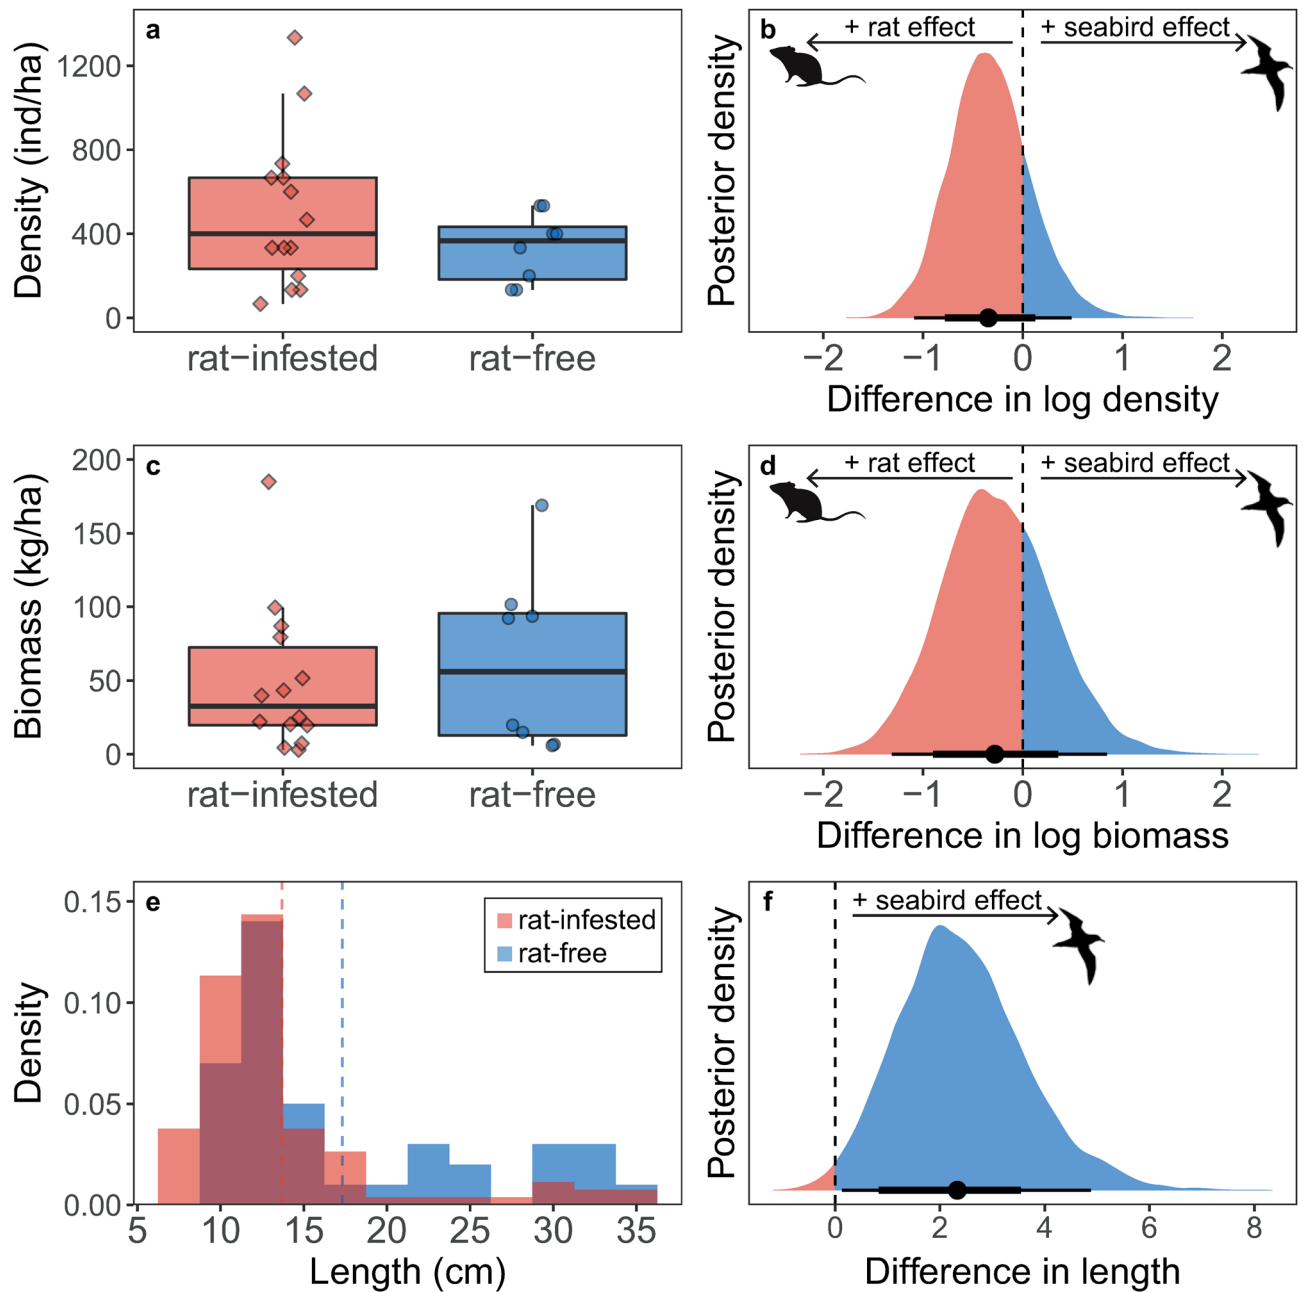 a
Density (ind/ha)
1200
800
400
0
rat−infested
rat−free
b
+ rat effect
+ seabird effect
Posterior density
−2
−1
0
1
2
Difference in log density
c
Biomass (kg/ha)
200
150
100
50
0
rat−infested
rat−free
d
+ rat effect
+ seabird effect
Posterior density
−2
−1
0
1
2
Difference in log biomass
e
Density
0.15
0.10
0.05
0.00
rat-infested
rat-free
5
10
15
20
25
30
35
Length (cm)
f
+ seabird effect
Posterior density
0
2
4
6
8
Difference in length